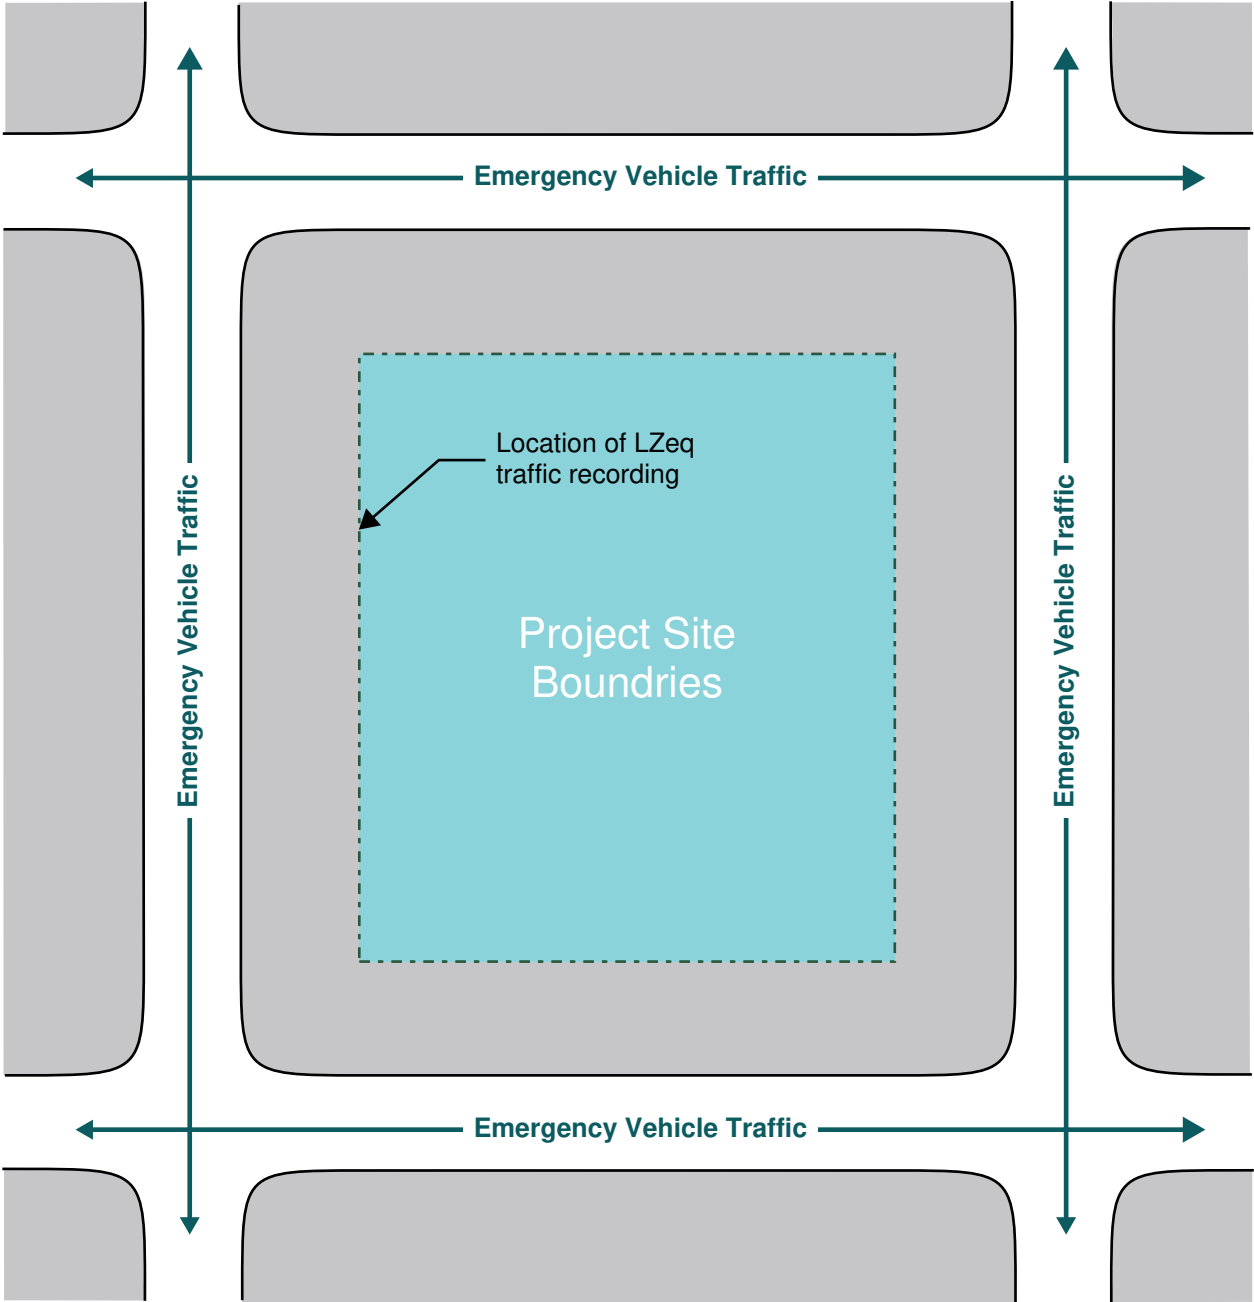 Emergency Vehicle Traffic
Location of LZeq
traffic recording
Emergency Vehicle Traffic
Emergency Vehicle Traffic
Project Site
Boundries
Emergency Vehicle Traffic